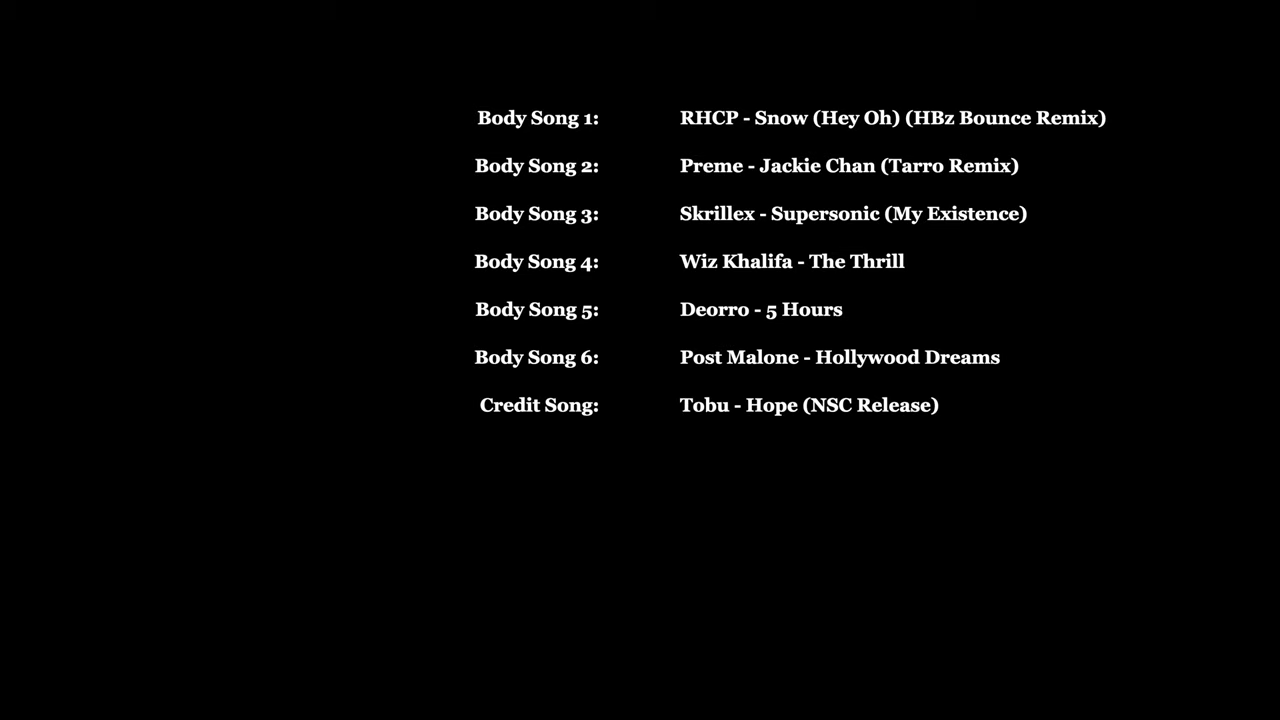 Body Song 1: RHCP - Snow (Hey Oh) (HBz Bounce Remix)
Body Song 2: Preme - Jackie Chan (Tarro Remix)
Body Song 3: Skrillex - Supersonic (My Existence)
Body Song 4: Wiz Khalifa - The Thrill
Body Song 5: Deorro - 5 Hours
Body Song 6: Post Malone - Hollywood Dreams
Credit Song: Tobu - Hope (NSC Release)